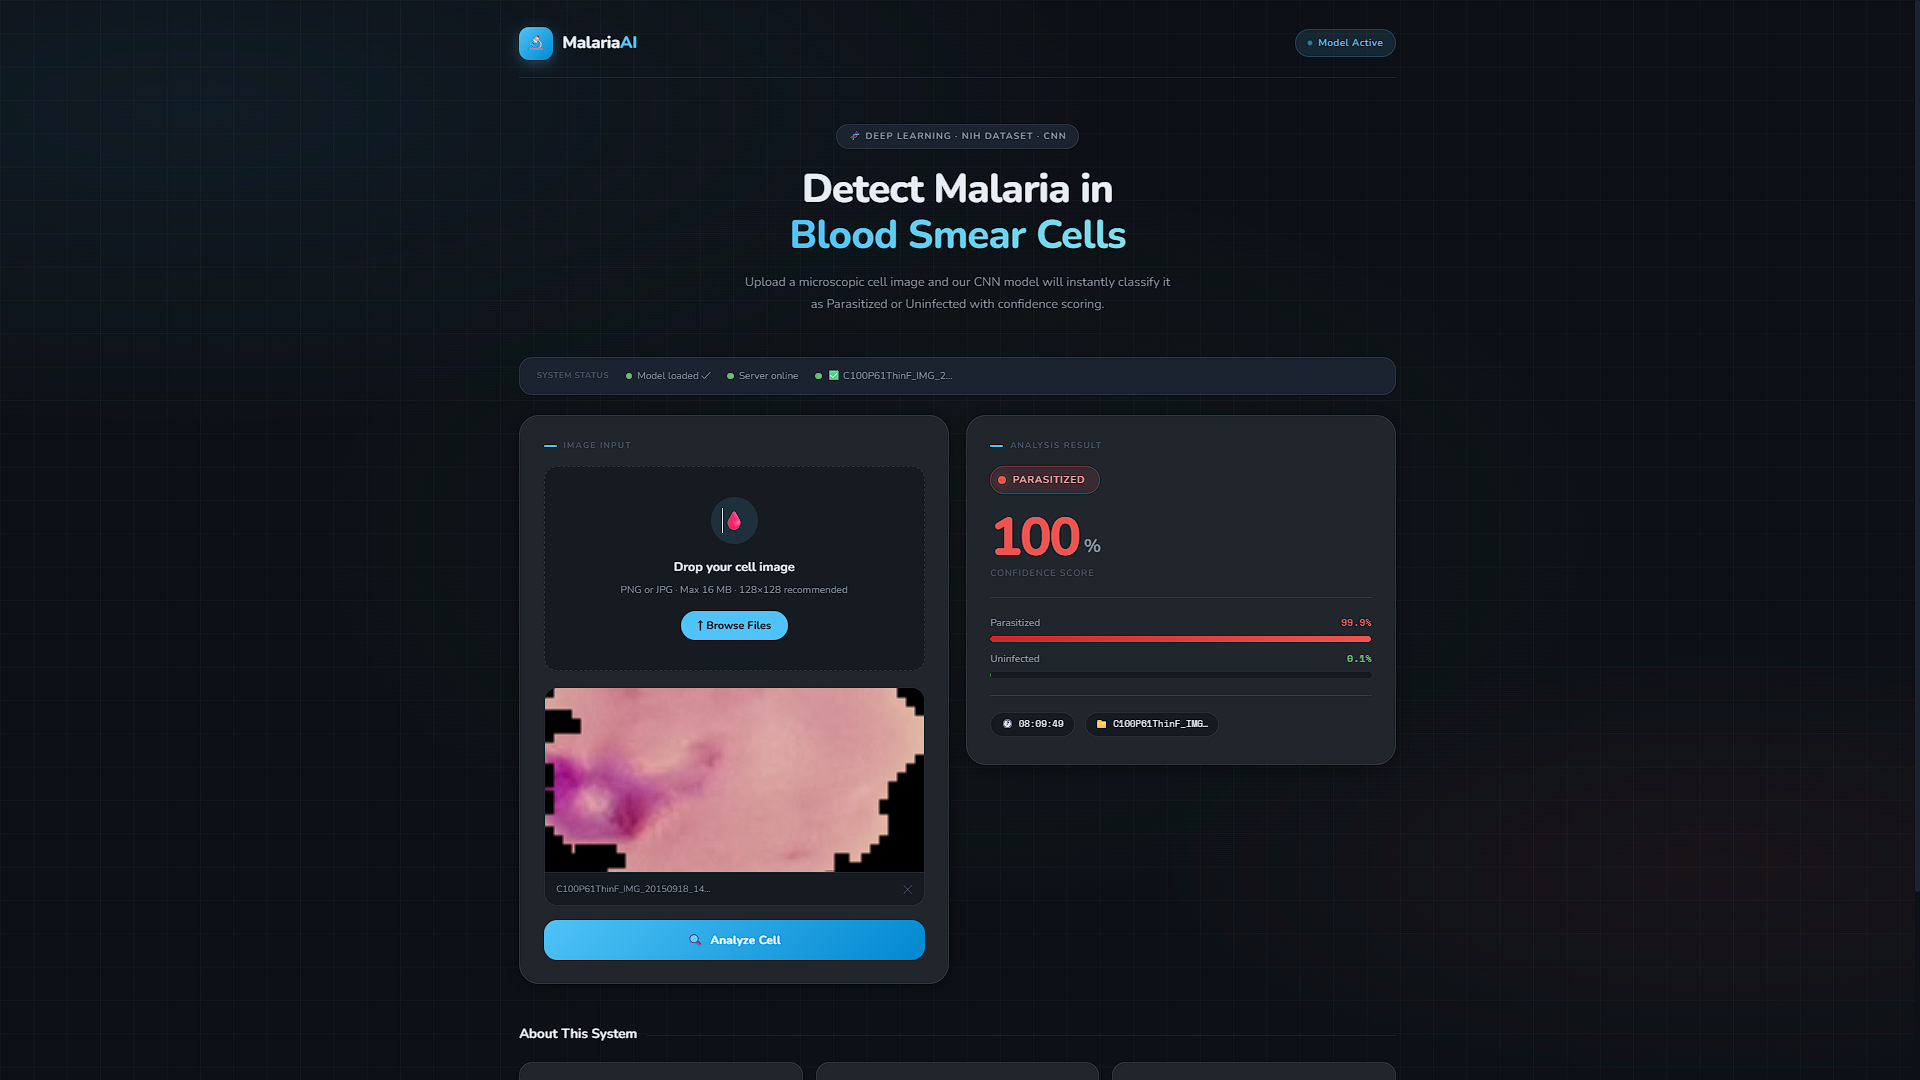 MalariaAI
Model Active
DEEP LEARNING · NIH DATASET · CNN
Detect Malaria in
Blood Smear Cells
Upload a microscopic cell image and our CNN model will instantly classify it
as Parasitized or Uninfected with confidence scoring.
SYSTEM STATUS
Model loaded ✓
Server online
✅ C100P61ThinF_IMG_2...
IMAGE INPUT
Drop your cell image
PNG or JPG · Max 16 MB · 128×128 recommended
↑ Browse Files
C100P61ThinF_IMG_20150918_14...
Analyze Cell
ANALYSIS RESULT
PARASITIZED
100 %
CONFIDENCE SCORE
Parasitized 99.9%
Uninfected 0.1%
08:09:49
C100P61ThinF_IMG…
About This System